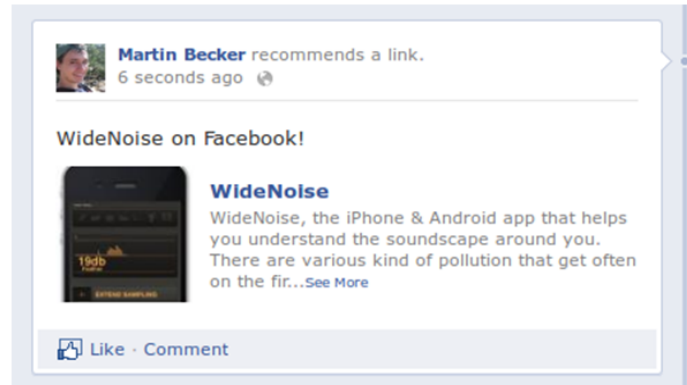 Martin Becker recommends a link.
6 seconds ago
WideNoise on Facebook!
WideNoise
WideNoise, the iPhone & Android app that helps
you understand the soundscape around you.
There are various kind of pollution that get often
on the fir...See More
19db
EXTEND SAMPLING
Like · Comment